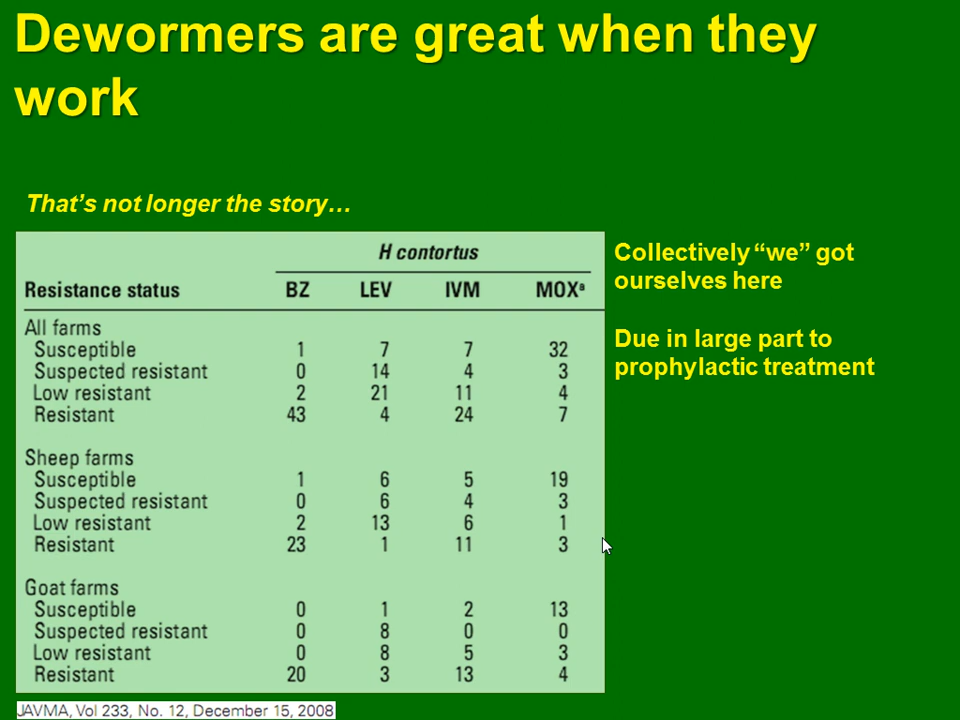 Dewormers are great when they
work
That's not longer the story…
H contortus
Resistance status BZ LEV IVM MOXª
All farms
Susceptible 1 7 7 32
Suspected resistant 0 14 4 3
Low resistant 2 21 11 4
Resistant 43 4 24 7
Sheep farms
Susceptible 1 6 5 19
Suspected resistant 0 6 4 3
Low resistant 2 13 6 1
Resistant 23 1 11 3
Goat farms
Susceptible 0 1 2 13
Suspected resistant 0 8 0 0
Low resistant 0 8 5 3
Resistant 20 3 13 4
JAVMA, Vol 233, No. 12, December 15, 2008
Collectively “we” got
ourselves here
Due in large part to
prophylactic treatment